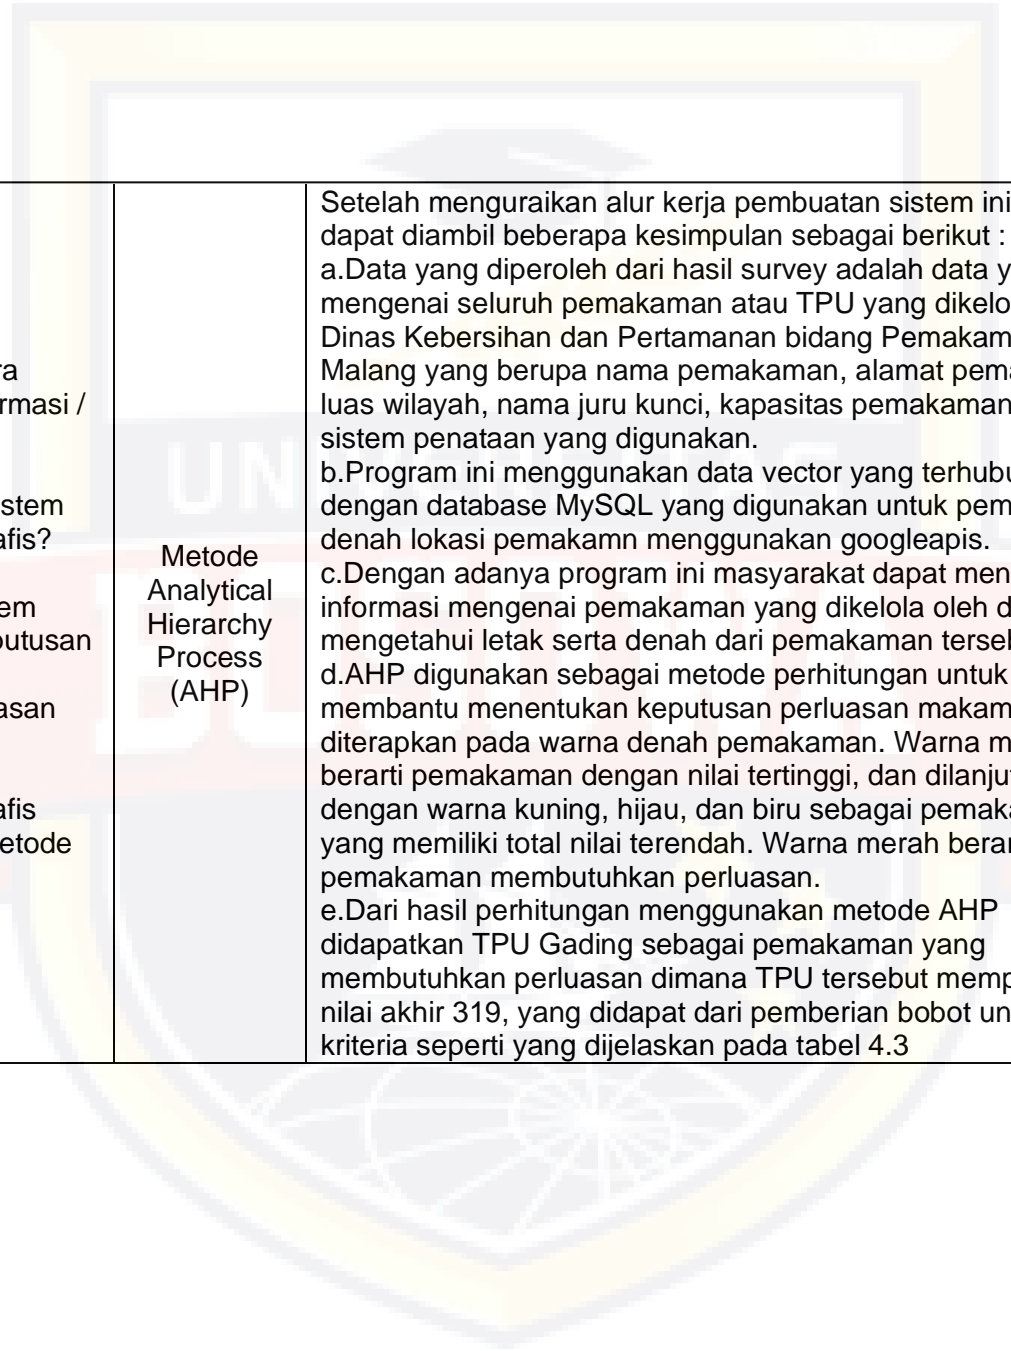 ra
rmasi /
stem
afis?
em
putusan
asan
afis
etode
Metode
Analytical
Hierarchy
Process
(AHP)
Setelah menguraikan alur kerja pembuatan sistem ini
dapat diambil beberapa kesimpulan sebagai berikut :
a.Data yang diperoleh dari hasil survey adalah data y
mengenai seluruh pemakaman atau TPU yang dikelo
Dinas Kebersihan dan Pertamanan bidang Pemakam
Malang yang berupa nama pemakaman, alamat pema
luas wilayah, nama juru kunci, kapasitas pemakaman
sistem penataan yang digunakan.
b.Program ini menggunakan data vector yang terhubu
dengan database MySQL yang digunakan untuk pem
denah lokasi pemakamn menggunakan googleapis.
c.Dengan adanya program ini masyarakat dapat men
informasi mengenai pemakaman yang dikelola oleh d
mengetahui letak serta denah dari pemakaman terseb
d.AHP digunakan sebagai metode perhitungan untuk
membantu menentukan keputusan perluasan makam
diterapkan pada warna denah pemakaman. Warna m
berarti pemakaman dengan nilai tertinggi, dan dilanju
dengan warna kuning, hijau, dan biru sebagai pemaka
yang memiliki total nilai terendah. Warna merah berar
pemakaman membutuhkan perluasan.
e.Dari hasil perhitungan menggunakan metode AHP
didapatkan TPU Gading sebagai pemakaman yang
membutuhkan perluasan dimana TPU tersebut memp
nilai akhir 319, yang didapat dari pemberian bobot un
kriteria seperti yang dijelaskan pada tabel 4.3
UNIVERSITAS
BOSOWA